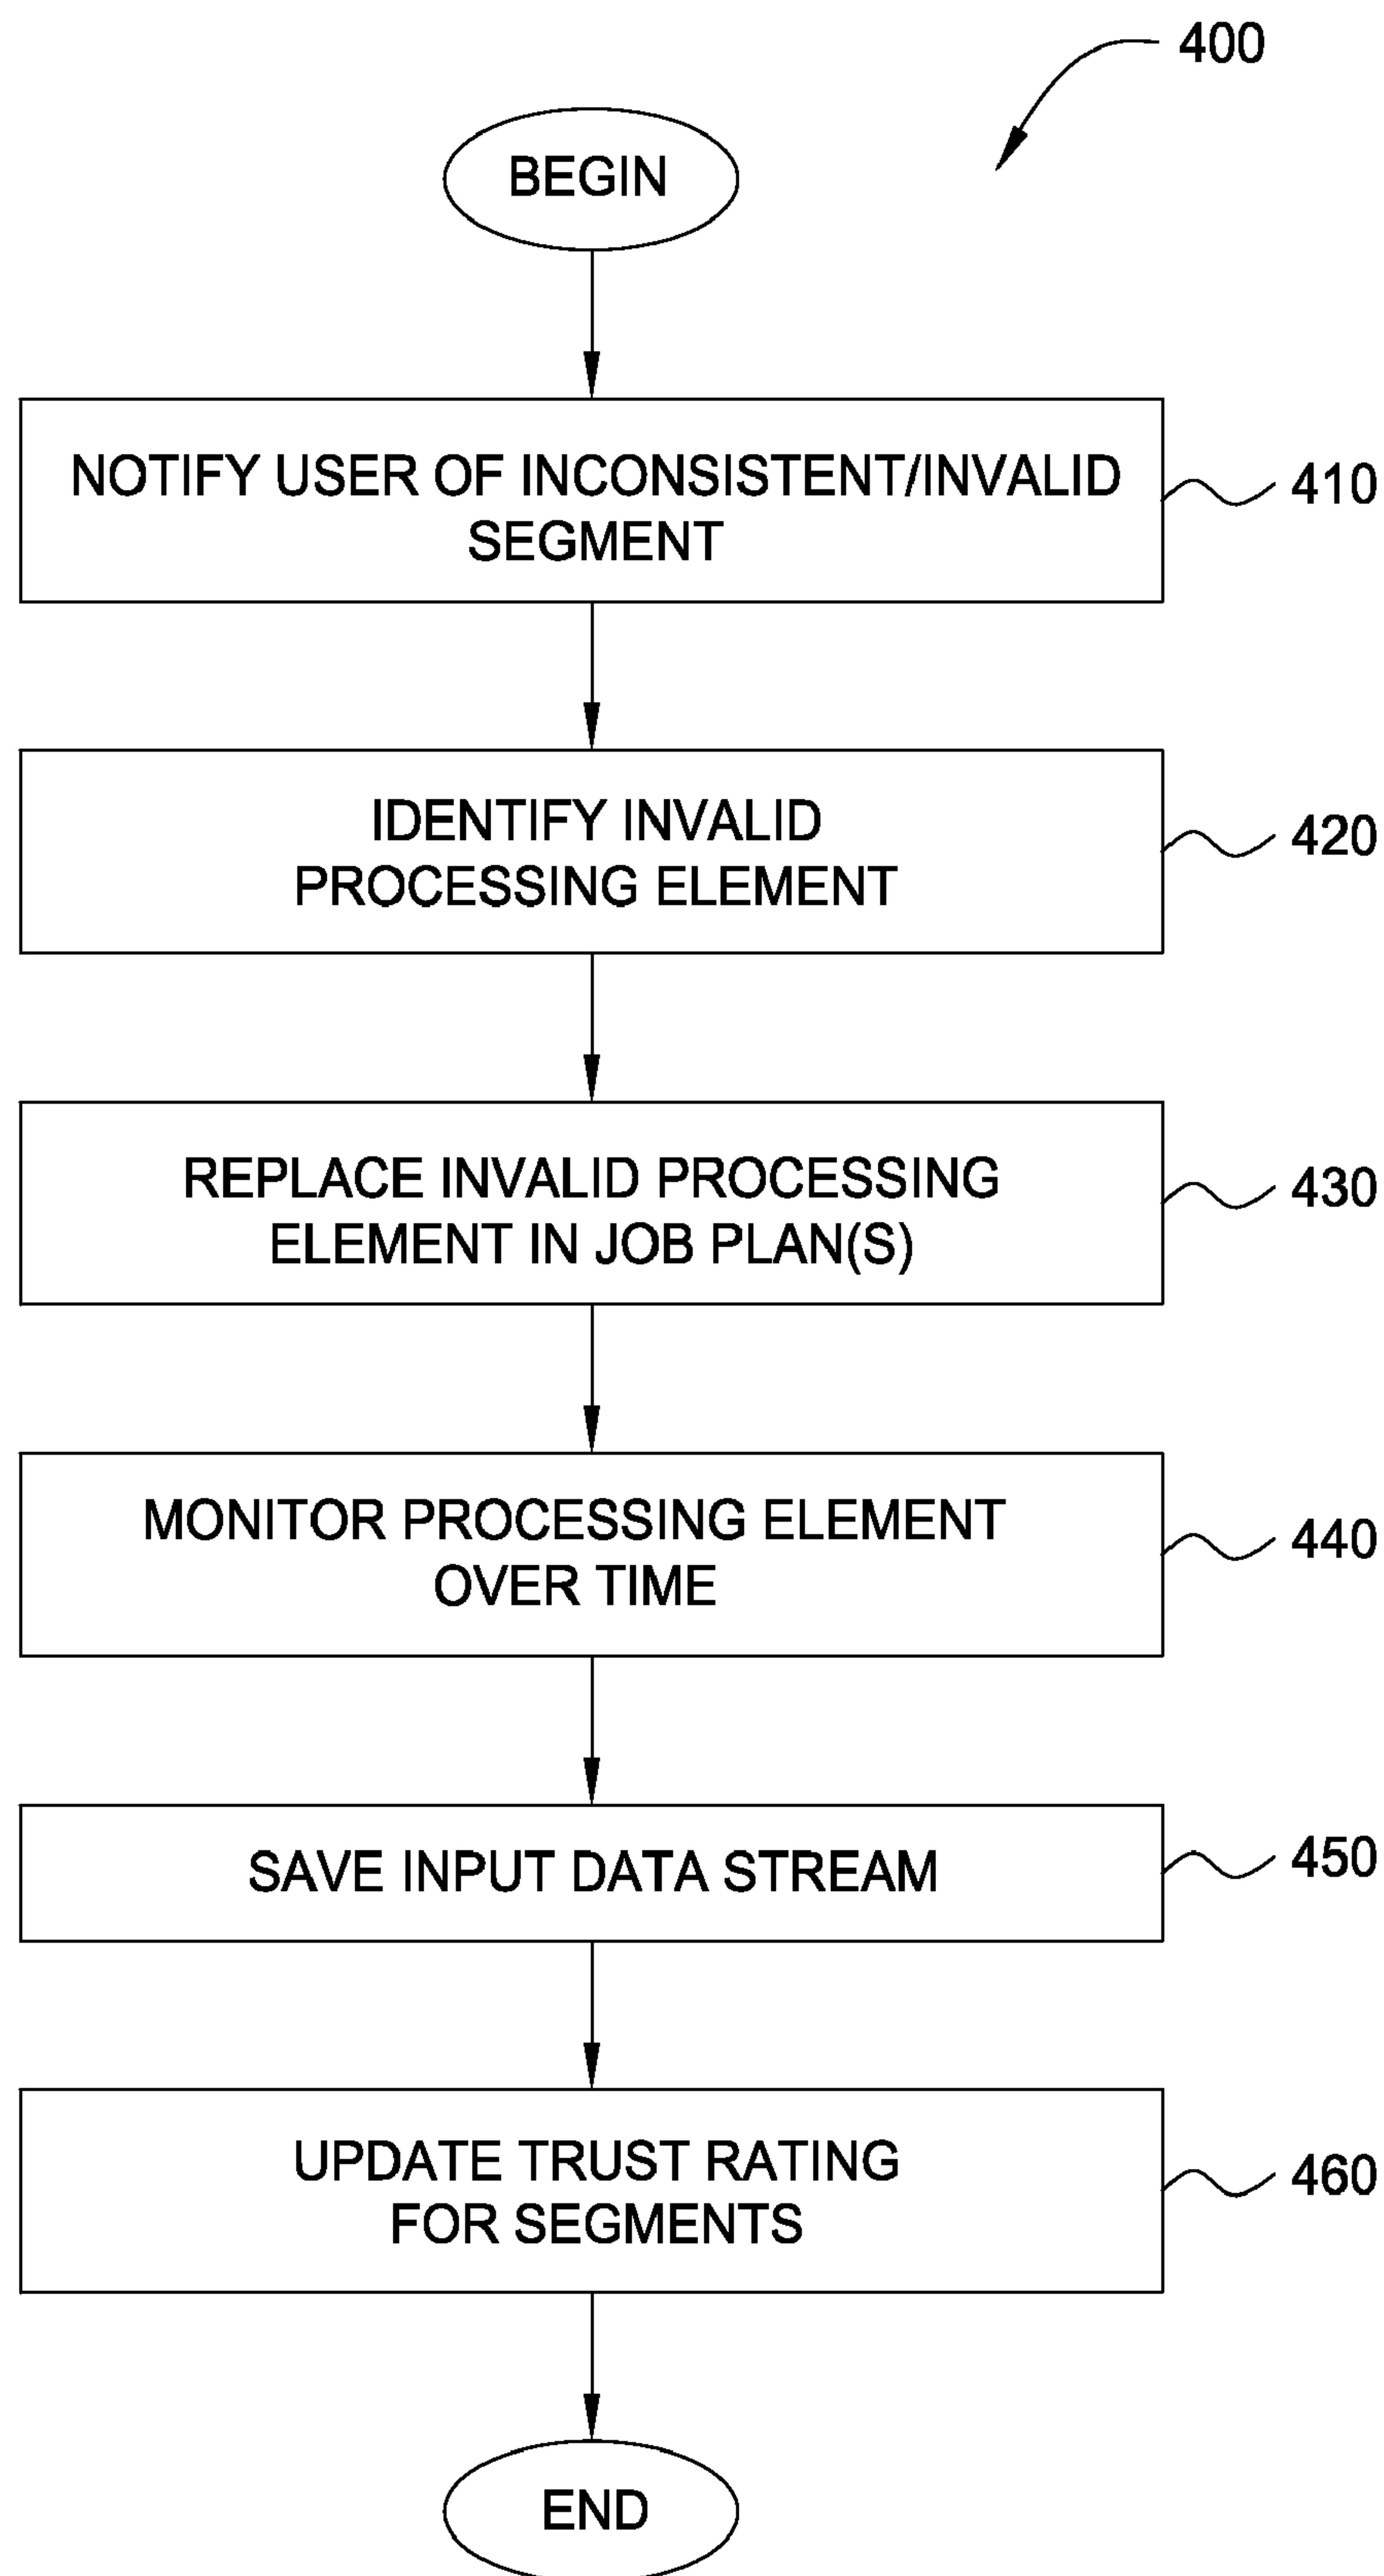 400
BEGIN
NOTIFY USER OF INCONSISTENT/INVALID
SEGMENT
410
IDENTIFY INVALID
PROCESSING ELEMENT
420
REPLACE INVALID PROCESSING
ELEMENT IN JOB PLAN(S)
430
MONITOR PROCESSING ELEMENT
OVER TIME
440
SAVE INPUT DATA STREAM
450
UPDATE TRUST RATING
FOR SEGMENTS
460
END